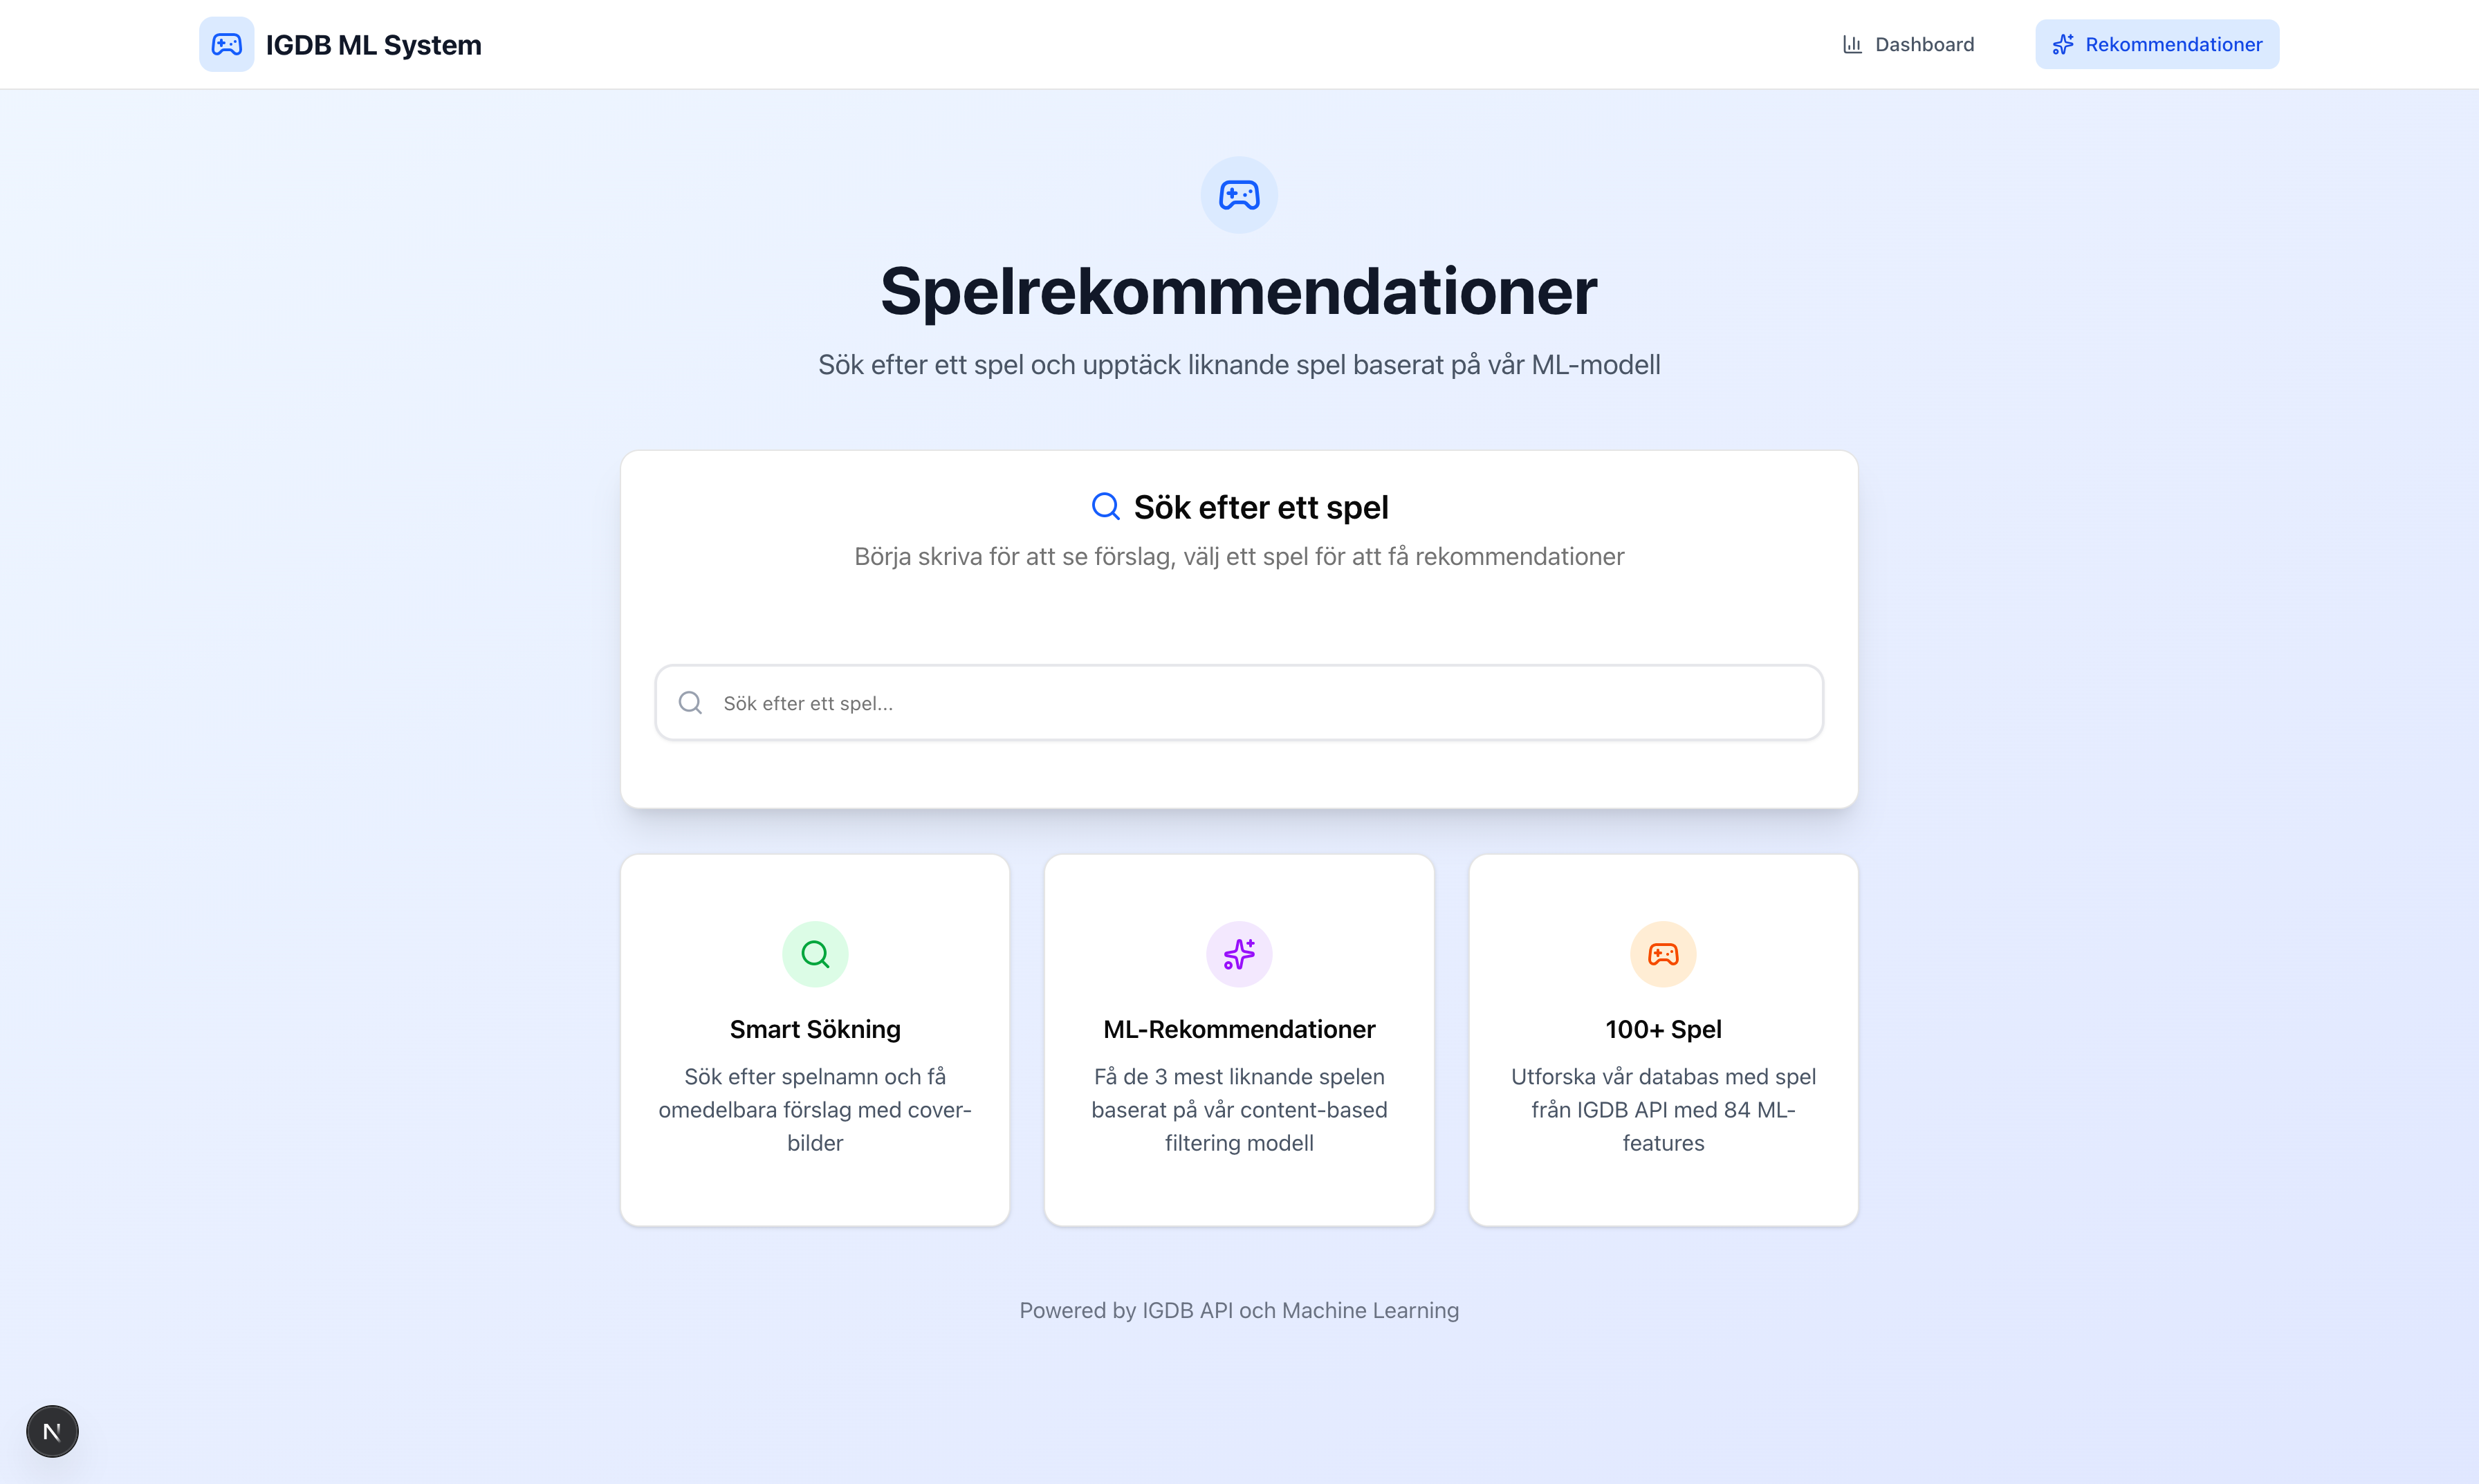 IGDB ML System
Dashboard
Rekommendationer
Spelrekommendationer
Sök efter ett spel och upptäck liknande spel baserat på vår ML-modell
Sök efter ett spel
Börja skriva för att se förslag, välj ett spel för att få rekommendationer
Sök efter ett spel...
Smart Sökning
Sök efter spelnamn och få
omedelbara förslag med cover-
bilder
ML-Rekommendationer
Få de 3 mest liknande spelen
baserat på vår content-based
filtering modell
100+ Spel
Utforska vår databas med spel
från IGDB API med 84 ML-
features
Powered by IGDB API och Machine Learning
N